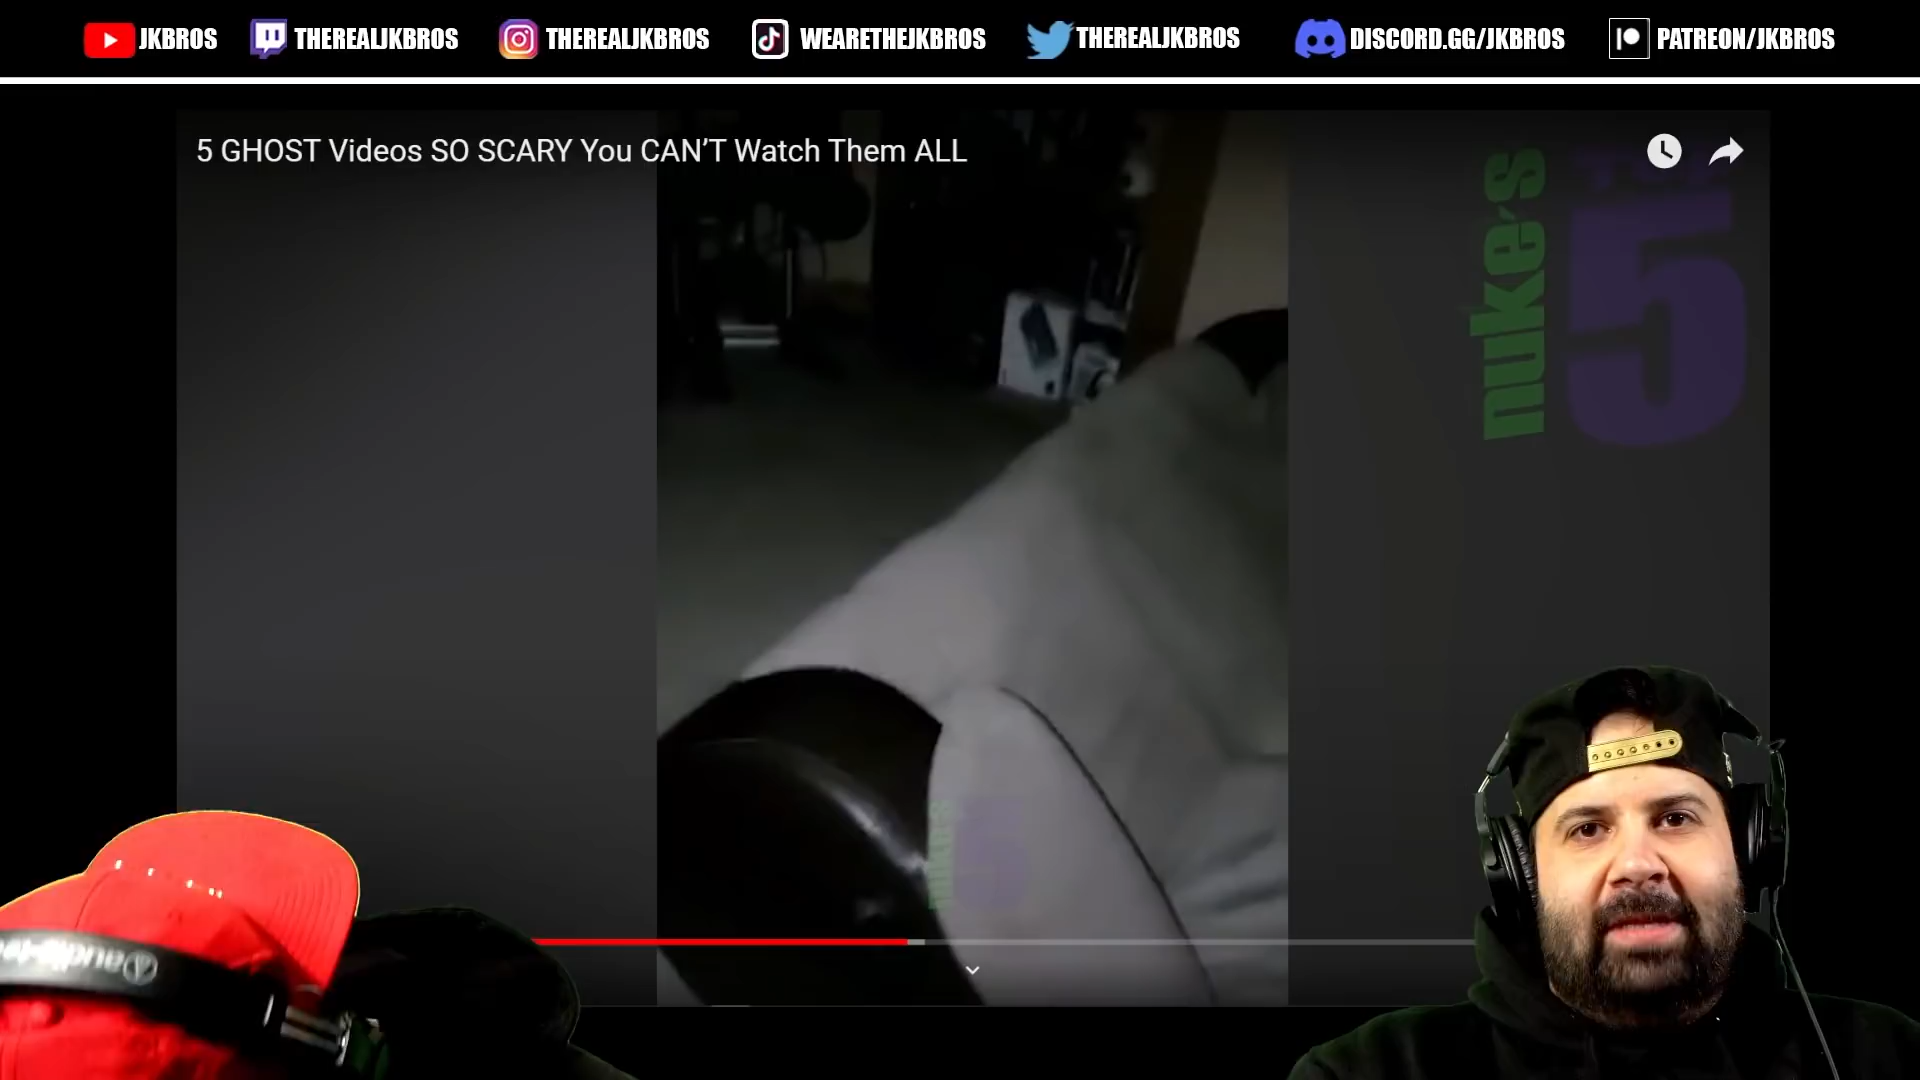 JKBROS
THEREALJKBROS
THEREALJKBROS
WEARETHEJKBROS
THEREALJKBROS
DISCORD.GG/JKBROS
PATREON/JKBROS
5 GHOST Videos SO SCARY You CAN’T Watch Them ALL
nuke's
5